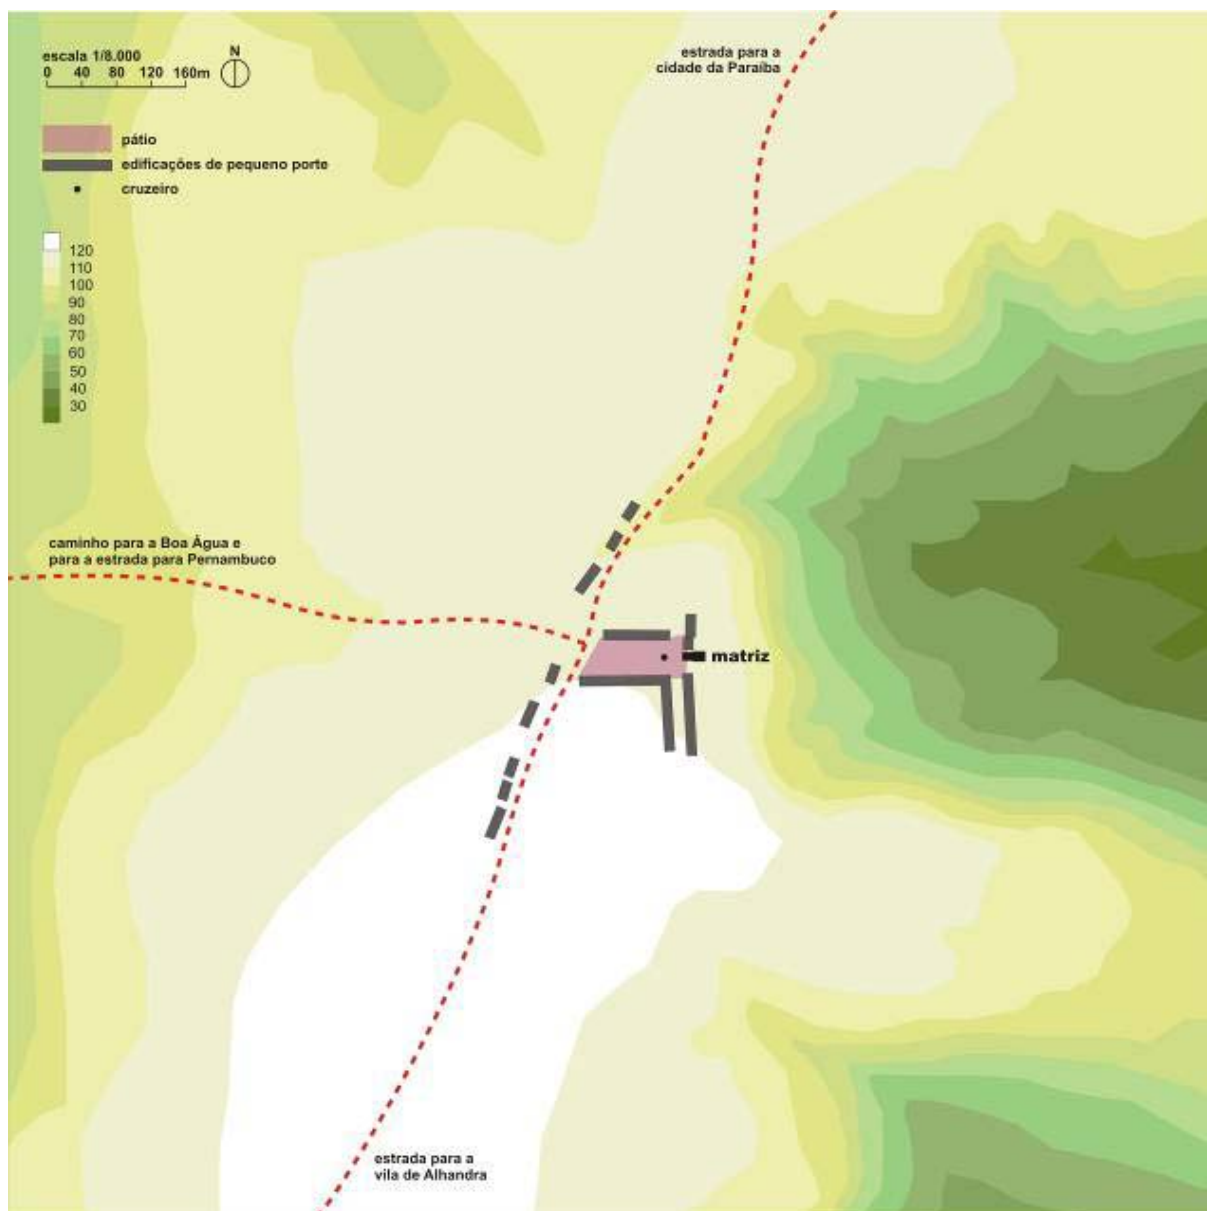 escala 1/8.000
0 40 80 120 160m
N
pátio
edificações de pequeno porte
cruzeiro
120
110
100
90
80
70
60
50
40
30
estrada para a
cidade da Paraíba
caminho para a Boa Água e
para a estrada para Pernambuco
matriz
estrada para a
vila de Alhandra